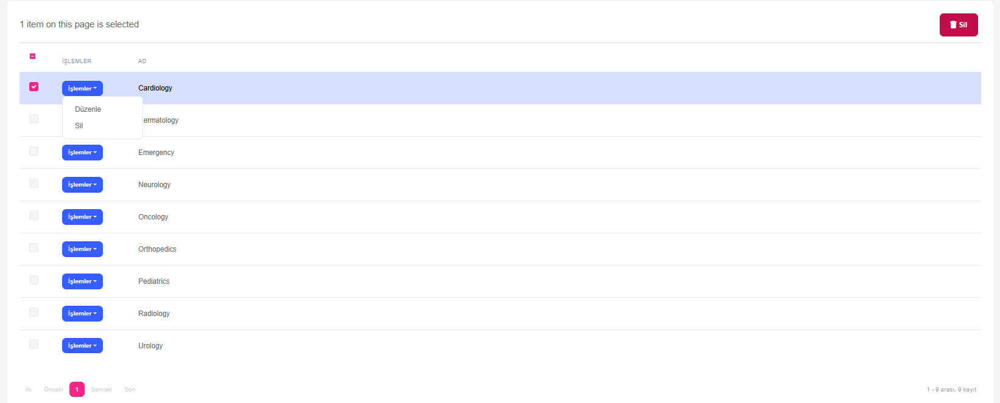 1 item on this page is selected
Sil
İŞLEMLER AD
İşlemler Cardiology
Düzenle
ermatology
Sil
İşlemler Emergency
İşlemler Neurology
İşlemler Oncology
İşlemler Orthopedics
İşlemler Pediatrics
İşlemler Radiology
İşlemler Urology
İlk Önceki 1 Sonraki Son
1 - 9 arası, 9 kayıt